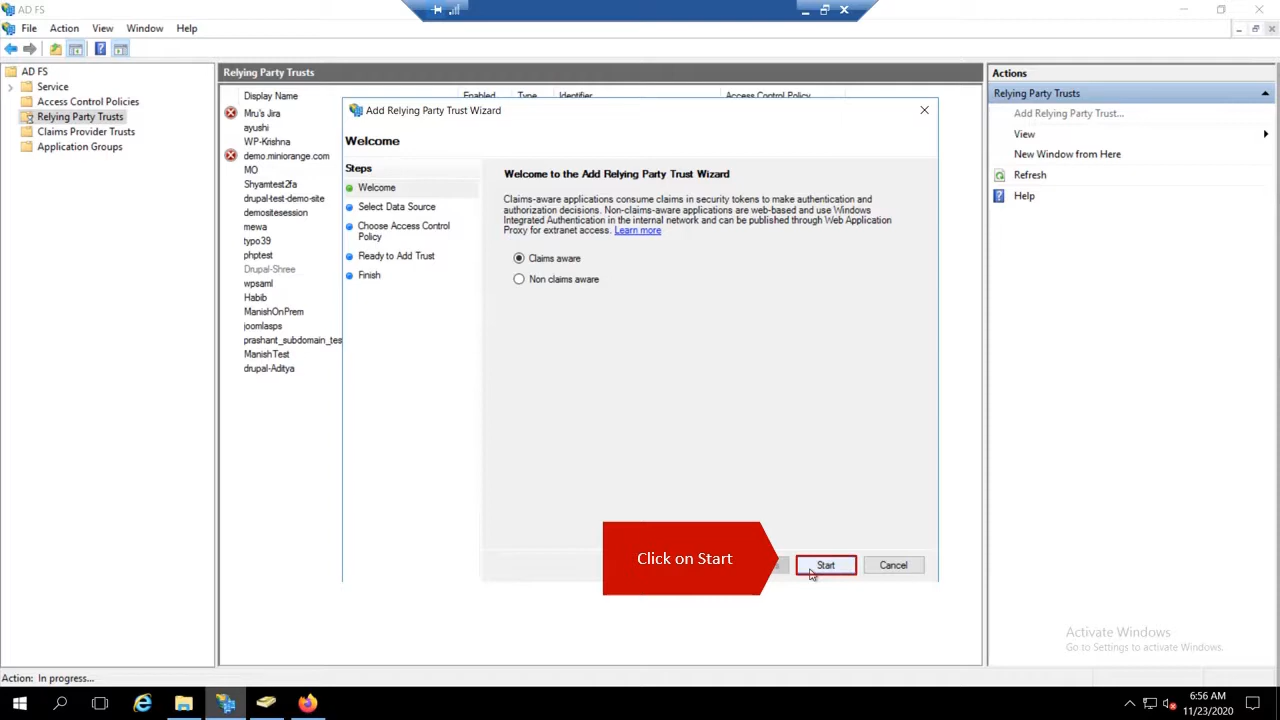 AD FS
File Action View Window Help
AD FS
Service
Access Control Policies
Relying Party Trusts
Claims Provider Trusts
Application Groups
Relying Party Trusts
Display Name Enabled Type Identifier Access Control Policy
Mru's Jira
ayushi
WP-Krishna
demo.miniorange.com
MO
Shyamtest2fa
drupal-test-demo-site
demositesession
mewa
typo39
phptest
Drupal-Shree
wpsaml
Habib
ManishOnPrem
joomlasps
prashant_subdomain_tes
ManishTest
drupal-Aditya
Add Relying Party Trust Wizard
Welcome
Steps
Welcome
Select Data Source
Choose Access Control
Policy
Ready to Add Trust
Finish
Welcome to the Add Relying Party Trust Wizard
Claims-aware applications consume claims in security tokens to make authentication and
authorization decisions. Non-claims-aware applications are web-based and use Windows
Integrated Authentication in the internal network and can be published through Web Application
Proxy for extranet access. Learn more
Claims aware
Non claims aware
Click on Start
Start
Cancel
Actions
Relying Party Trusts
Add Relying Party Trust...
View
New Window from Here
Refresh
Help
Activate Windows
Go to Settings to activate Windows.
Action: In progress...
6:56 AM
11/23/2020